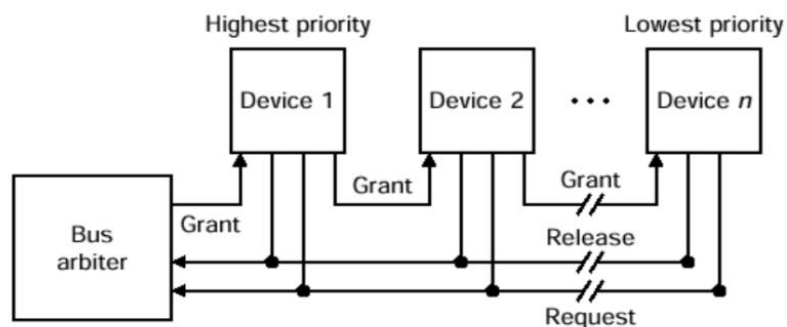 Highest priority
Lowest priority
Device 1
Device 2
...
Device n
Grant
Grant
Grant
Bus
arbiter
Release
Request